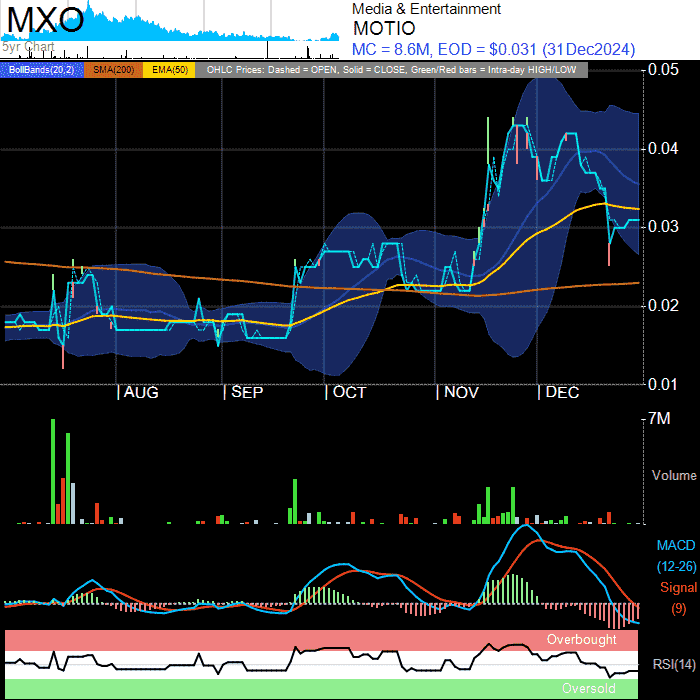 MXO
5yr Chart
Media & Entertainment
MOTIO
MC = 8.6M, EOD = $0.031 (31Dec2024)
BollBands(20,2) SMA(200) EMA(50) OHLC Prices: Dashed = OPEN, Solid = CLOSE, Green/Red bars = Intra-day HIGH/LOW
0.05
0.04
0.03
0.02
0.01
AUG SEP OCT NOV DEC
7M
Volume
MACD
(12-26)
Signal
(9)
Overbought
RSI(14)
Oversold